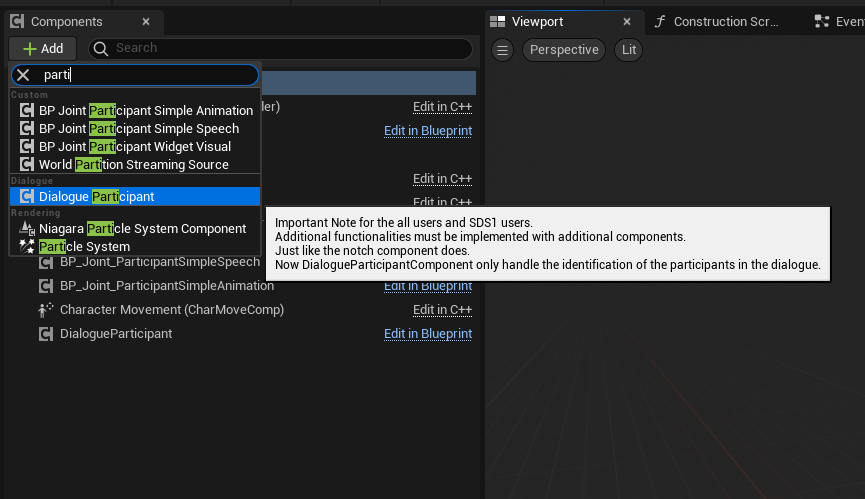 Components
Viewport
Construction Scr...
Even
Add
Search
Perspective
Lit
parti
Custom
BP Joint Participant Simple Animation
BP Joint Participant Simple Speech
BP Joint Participant Widget Visual
World Partition Streaming Source
Dialogue
Dialogue Participant
Rendering
Niagara Particle System Component
Particle System
ler)
Edit in C++
Edit in Blueprint
Edit in C++
Edit in C++
Important Note for the all users and SDS1 users.
Additional functionalities must be implemented with additional components.
Just like the notch component does.
Now DialogueParticipantComponent only handle the identification of the participants in the dialogue.
BP_Joint_ParticipantSimpleSpeech
BP_Joint_ParticipantSimpleAnimation
Edit in Blueprint
Character Movement (CharMoveComp)
Edit in C++
DialogueParticipant
Edit in Blueprint